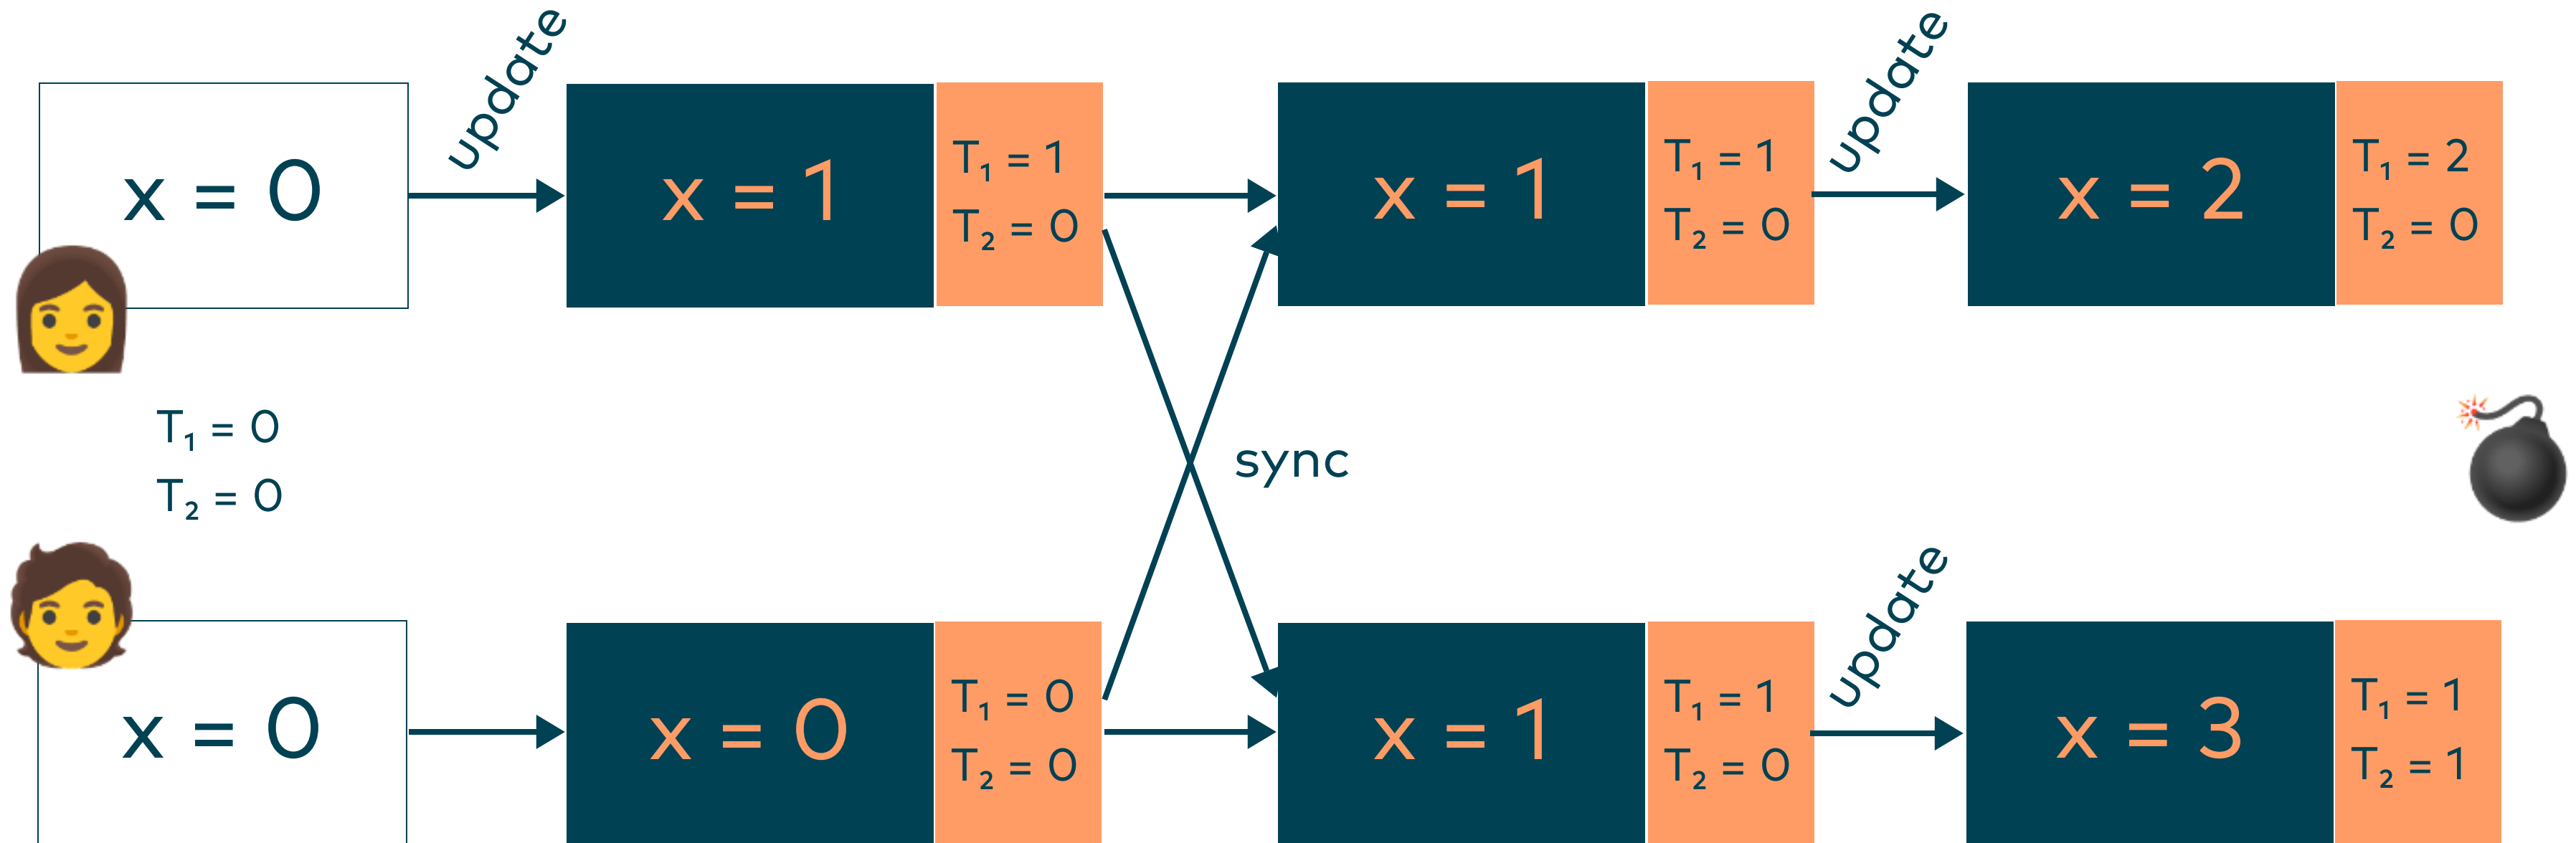 update
update
x = 0
x = 1
T₁ = 1
T₂ = 0
x = 1
T₁ = 1
T₂ = 0
x = 2
T₁ = 2
T₂ = 0
T₁ = 0
T₂ = 0
sync
update
x = 0
x = 0
T₁ = 0
T₂ = 0
x = 1
T₁ = 1
T₂ = 0
x = 3
T₁ = 1
T₂ = 1